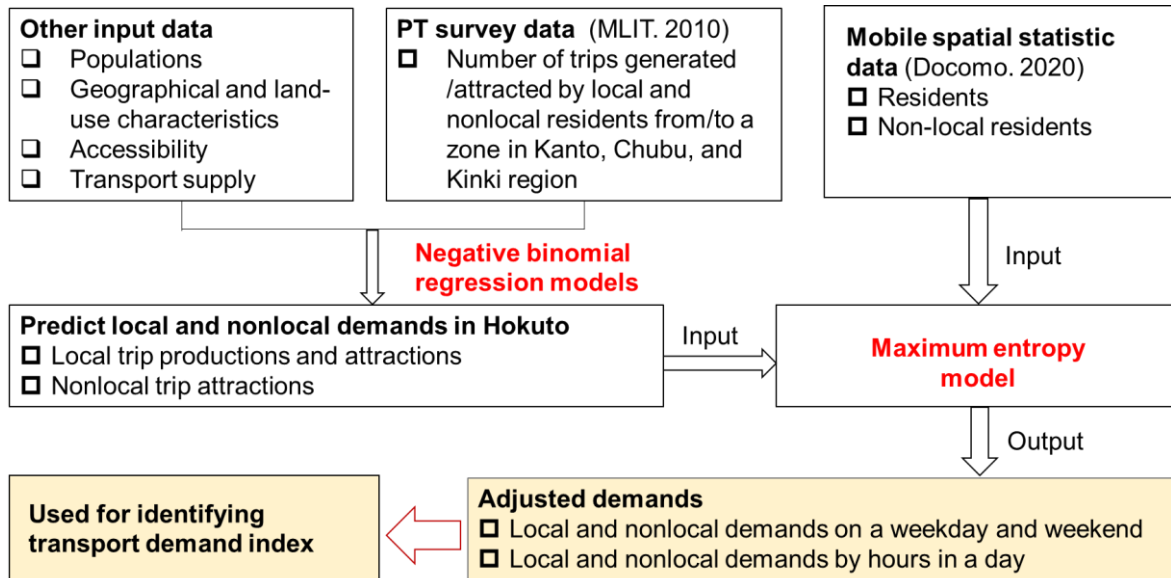 Other input data
Populations
Geographical and land-
use characteristics
Accessibility
Transport supply
PT survey data (MLIT. 2010)
Number of trips generated
/attracted by local and
nonlocal residents from/to a
zone in Kanto, Chubu, and
Kinki region
Mobile spatial statistic
data (Docomo. 2020)
Residents
Non-local residents
Negative binomial
regression models
Input
Predict local and nonlocal demands in Hokuto
Local trip productions and attractions
Nonlocal trip attractions
Input
Maximum entropy
model
Output
Used for identifying
transport demand index
Adjusted demands
Local and nonlocal demands on a weekday and weekend
Local and nonlocal demands by hours in a day